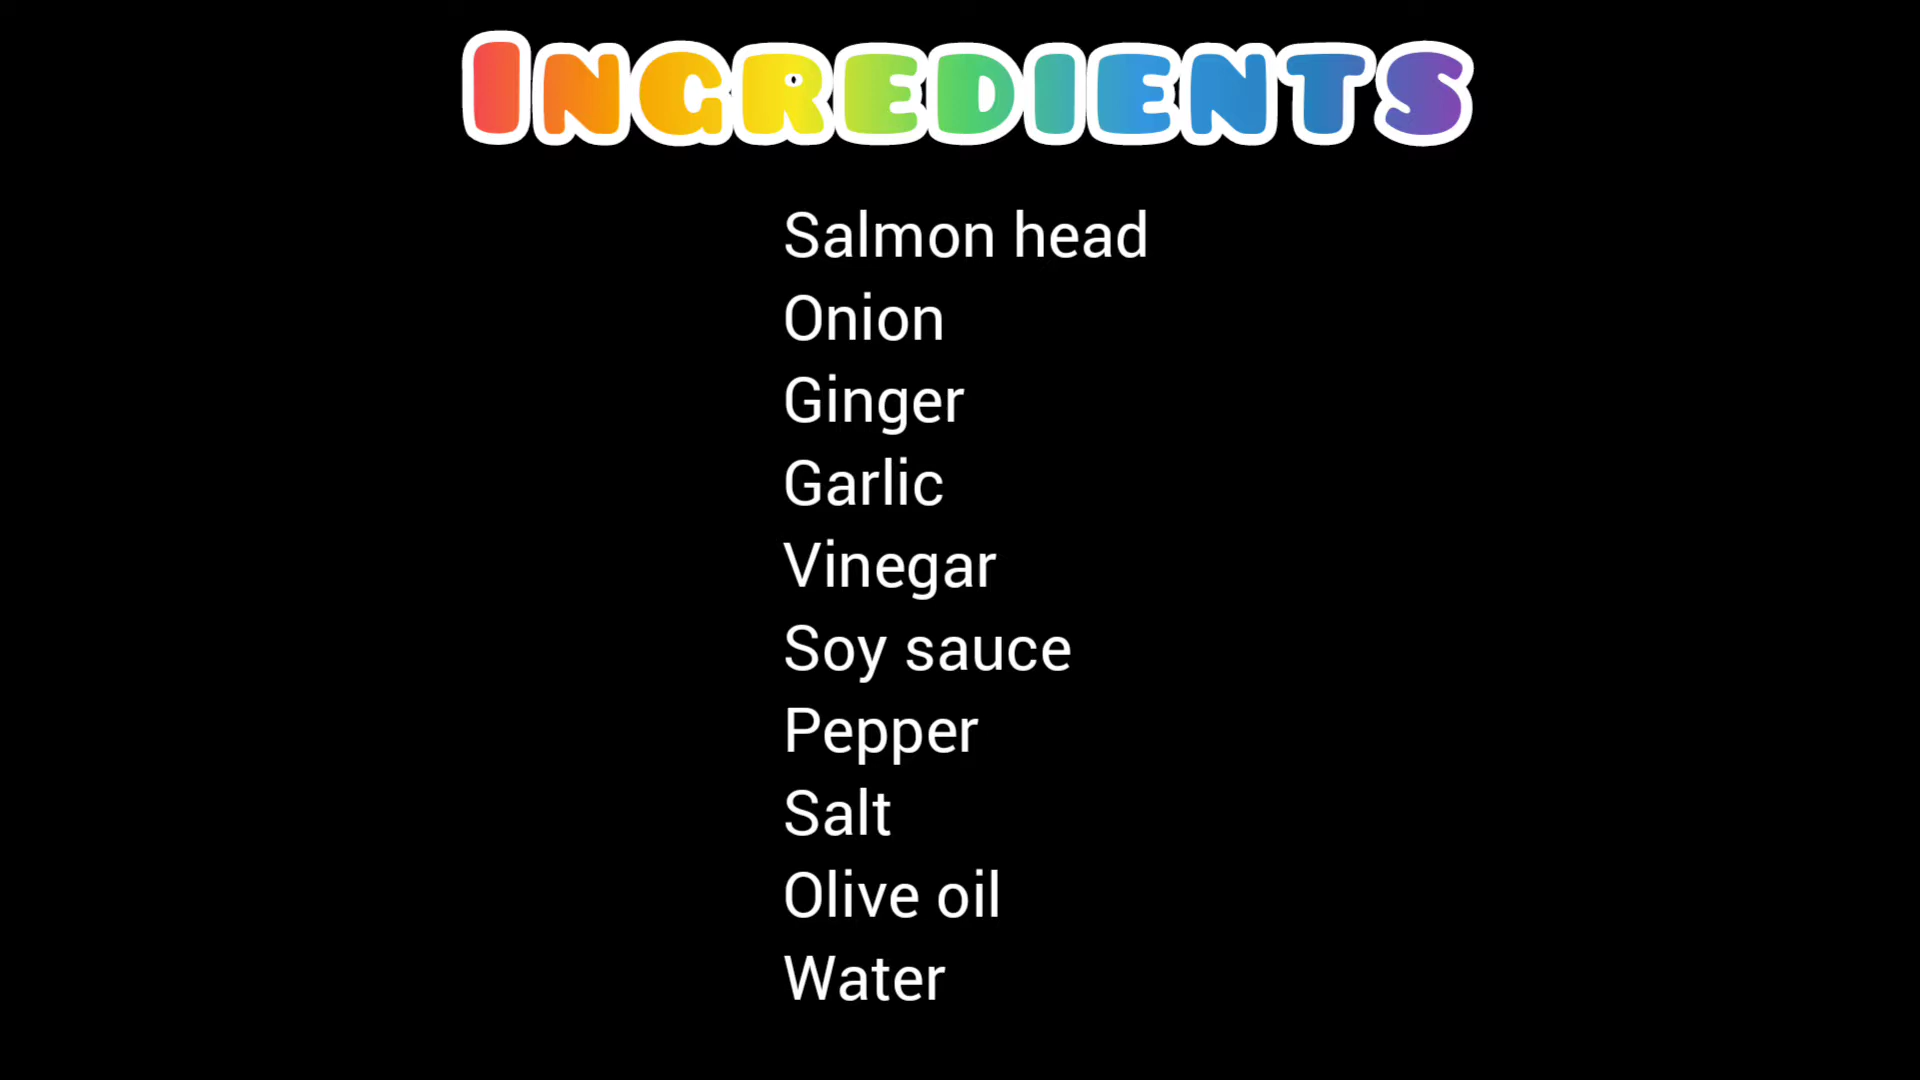 Ingredients
Salmon head
Onion
Ginger
Garlic
Vinegar
Soy sauce
Pepper
Salt
Olive oil
Water